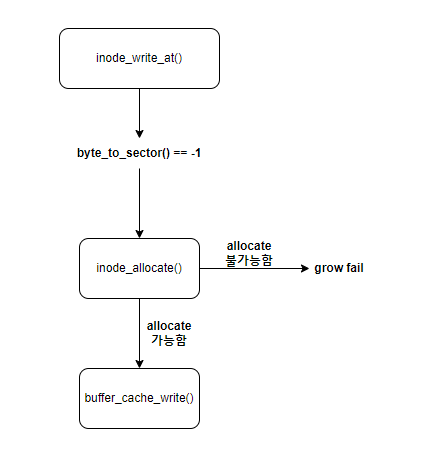 inode_write_at()
byte_to_sector() == -1
inode_allocate()
allocate
불가능함
grow fail
allocate
가능함
buffer_cache_write()